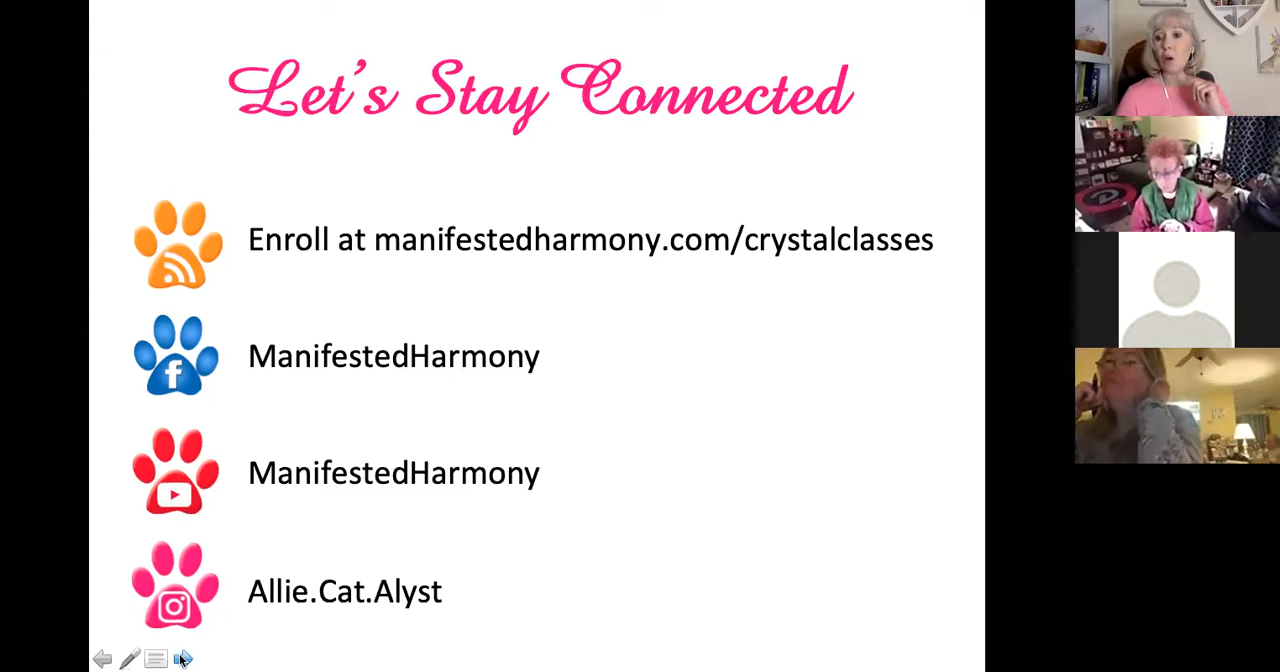 Let's Stay Connected
Enroll at manifestedharmony.com/crystalclasses
ManifestedHarmony
ManifestedHarmony
Allie.Cat.Alyst